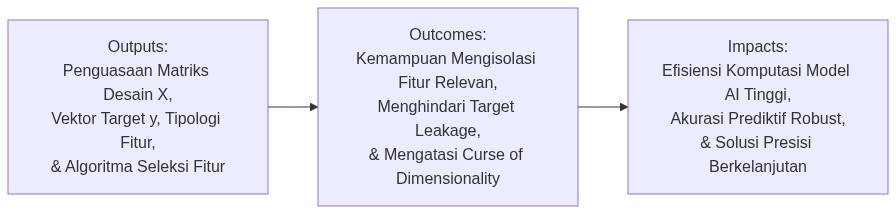 Outputs:
Penguasaan Matriks
Desain X,
Vektor Target y, Tipologi
Fitur,
& Algoritma Seleksi Fitur
Outcomes:
Kemampuan Mengisolasi
Fitur Relevan,
Menghindari Target
Leakage,
& Mengatasi Curse of
Dimensionality
Impacts:
Efisiensi Komputasi Model
AI Tinggi,
Akurasi Prediktif Robust,
& Solusi Presisi
Berkelanjutan